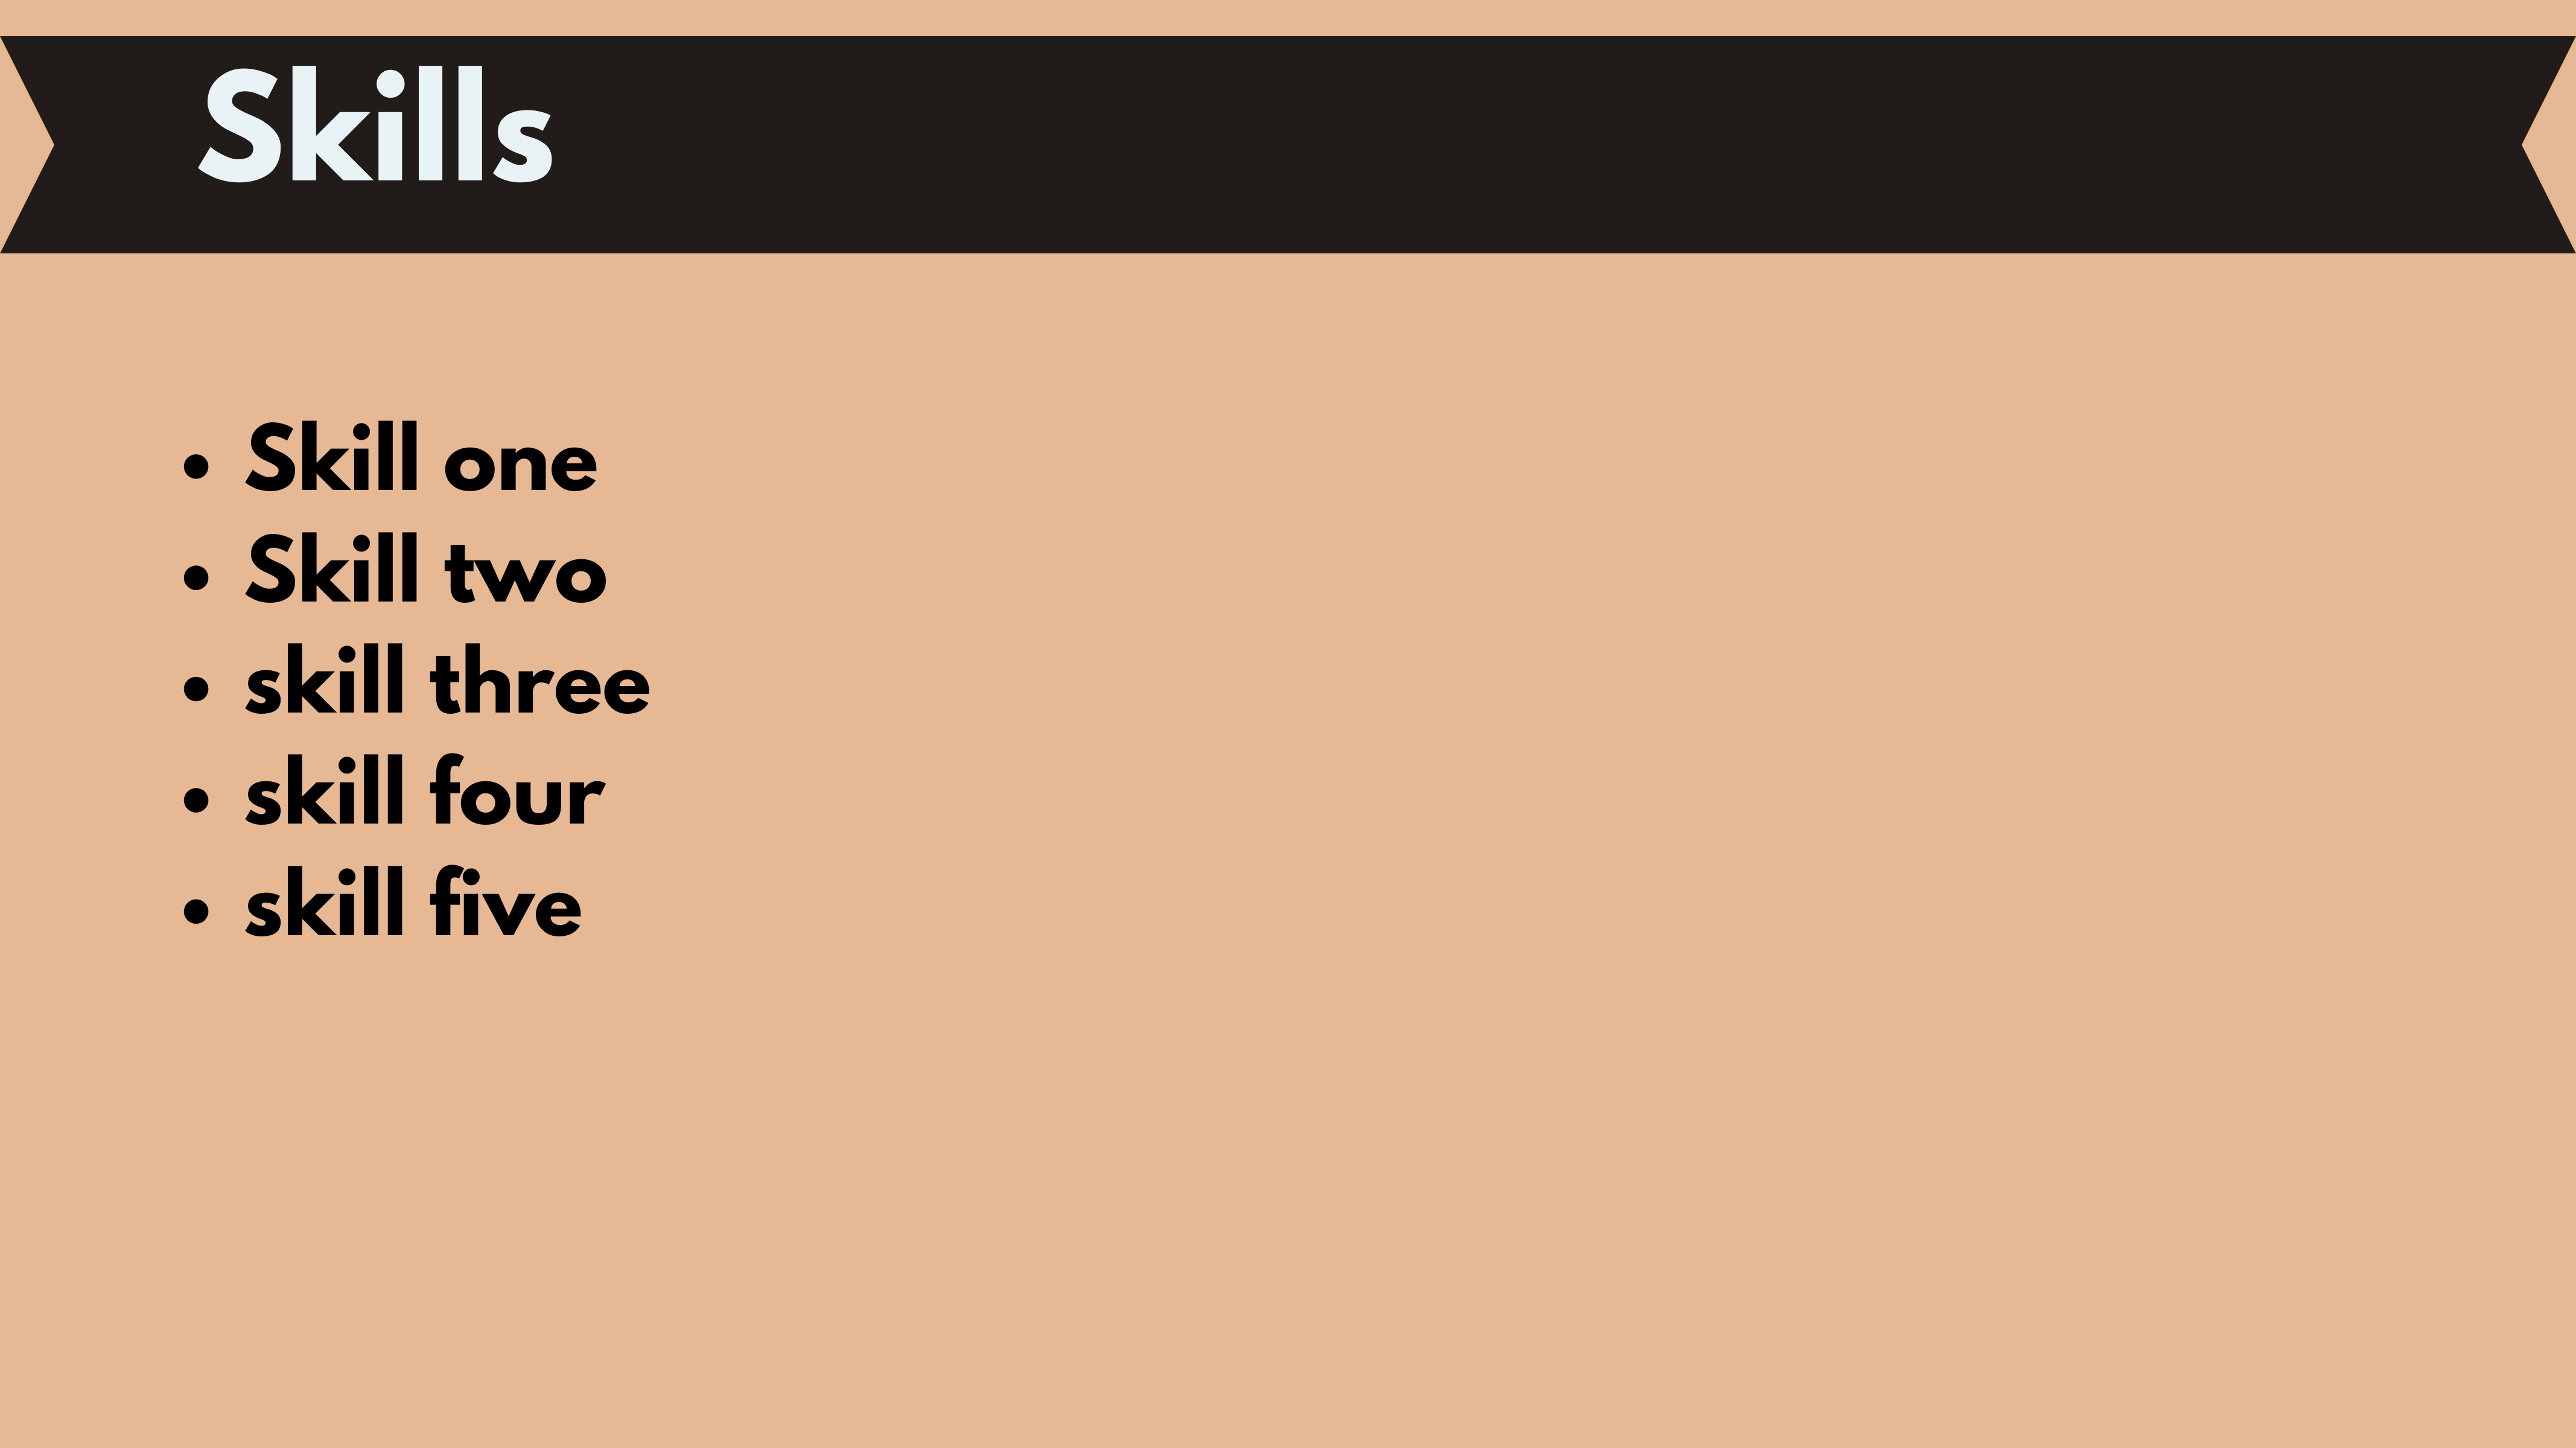 Skills
• Skill one
• Skill two
• skill three
• skill four
• skill five